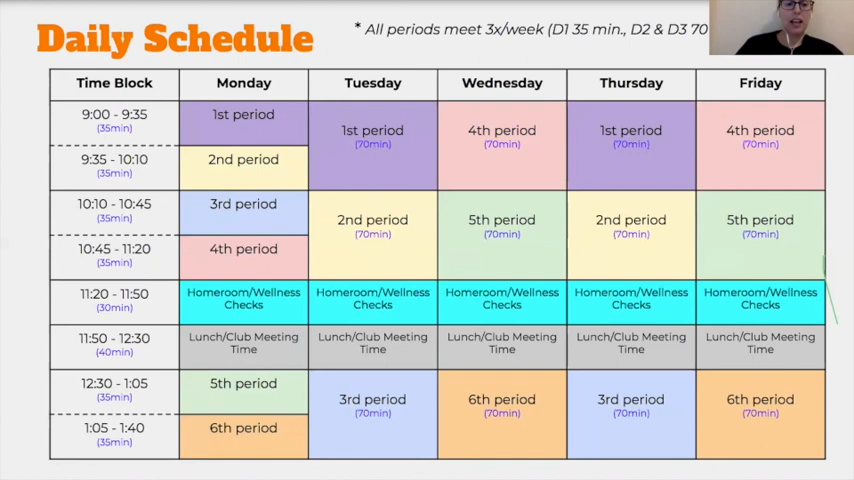 Daily Schedule
* All periods meet 3x/week (D1 35 min., D2 & D3 70
Time Block Monday Tuesday Wednesday Thursday Friday
9:00 - 9:35
(35min)
1st period
1st period
(70min)
4th period
(70min)
1st period
(70min)
4th period
(70min)
9:35 - 10:10
(35min)
2nd period
10:10 - 10:45
(35min)
3rd period
2nd period
(70min)
5th period
(70min)
2nd period
(70min)
5th period
(70min)
10:45 - 11:20
(35min)
4th period
11:20 - 11:50
(30min)
Homeroom/Wellness
Checks
Homeroom/Wellness
Checks
Homeroom/Wellness
Checks
Homeroom/Wellness
Checks
Homeroom/Wellness
Checks
11:50 - 12:30
(40min)
Lunch/Club Meeting
Time
Lunch/Club Meeting
Time
Lunch/Club Meeting
Time
Lunch/Club Meeting
Time
Lunch/Club Meeting
Time
12:30 - 1:05
(35min)
5th period
3rd period
(70min)
6th period
(70min)
3rd period
(70min)
6th period
(70min)
1:05 - 1:40
(35min)
6th period